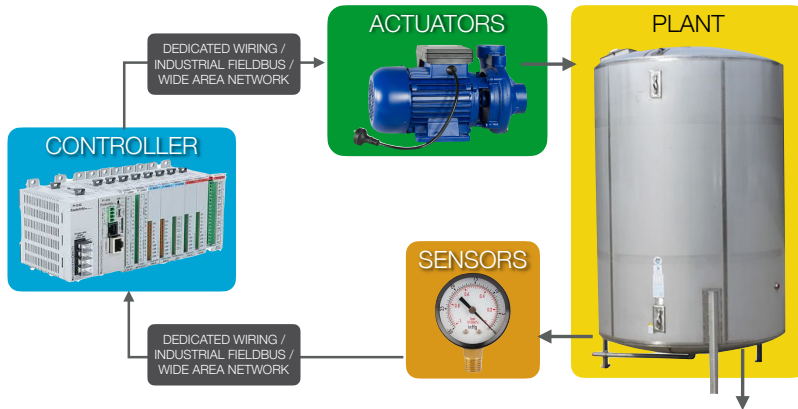 ACTUATORS
PLANT
DEDICATED WIRING /
INDUSTRIAL FIELDBUS /
WIDE AREA NETWORK
CONTROLLER
SENSORS
DEDICATED WIRING /
INDUSTRIAL FIELDBUS /
WIDE AREA NETWORK